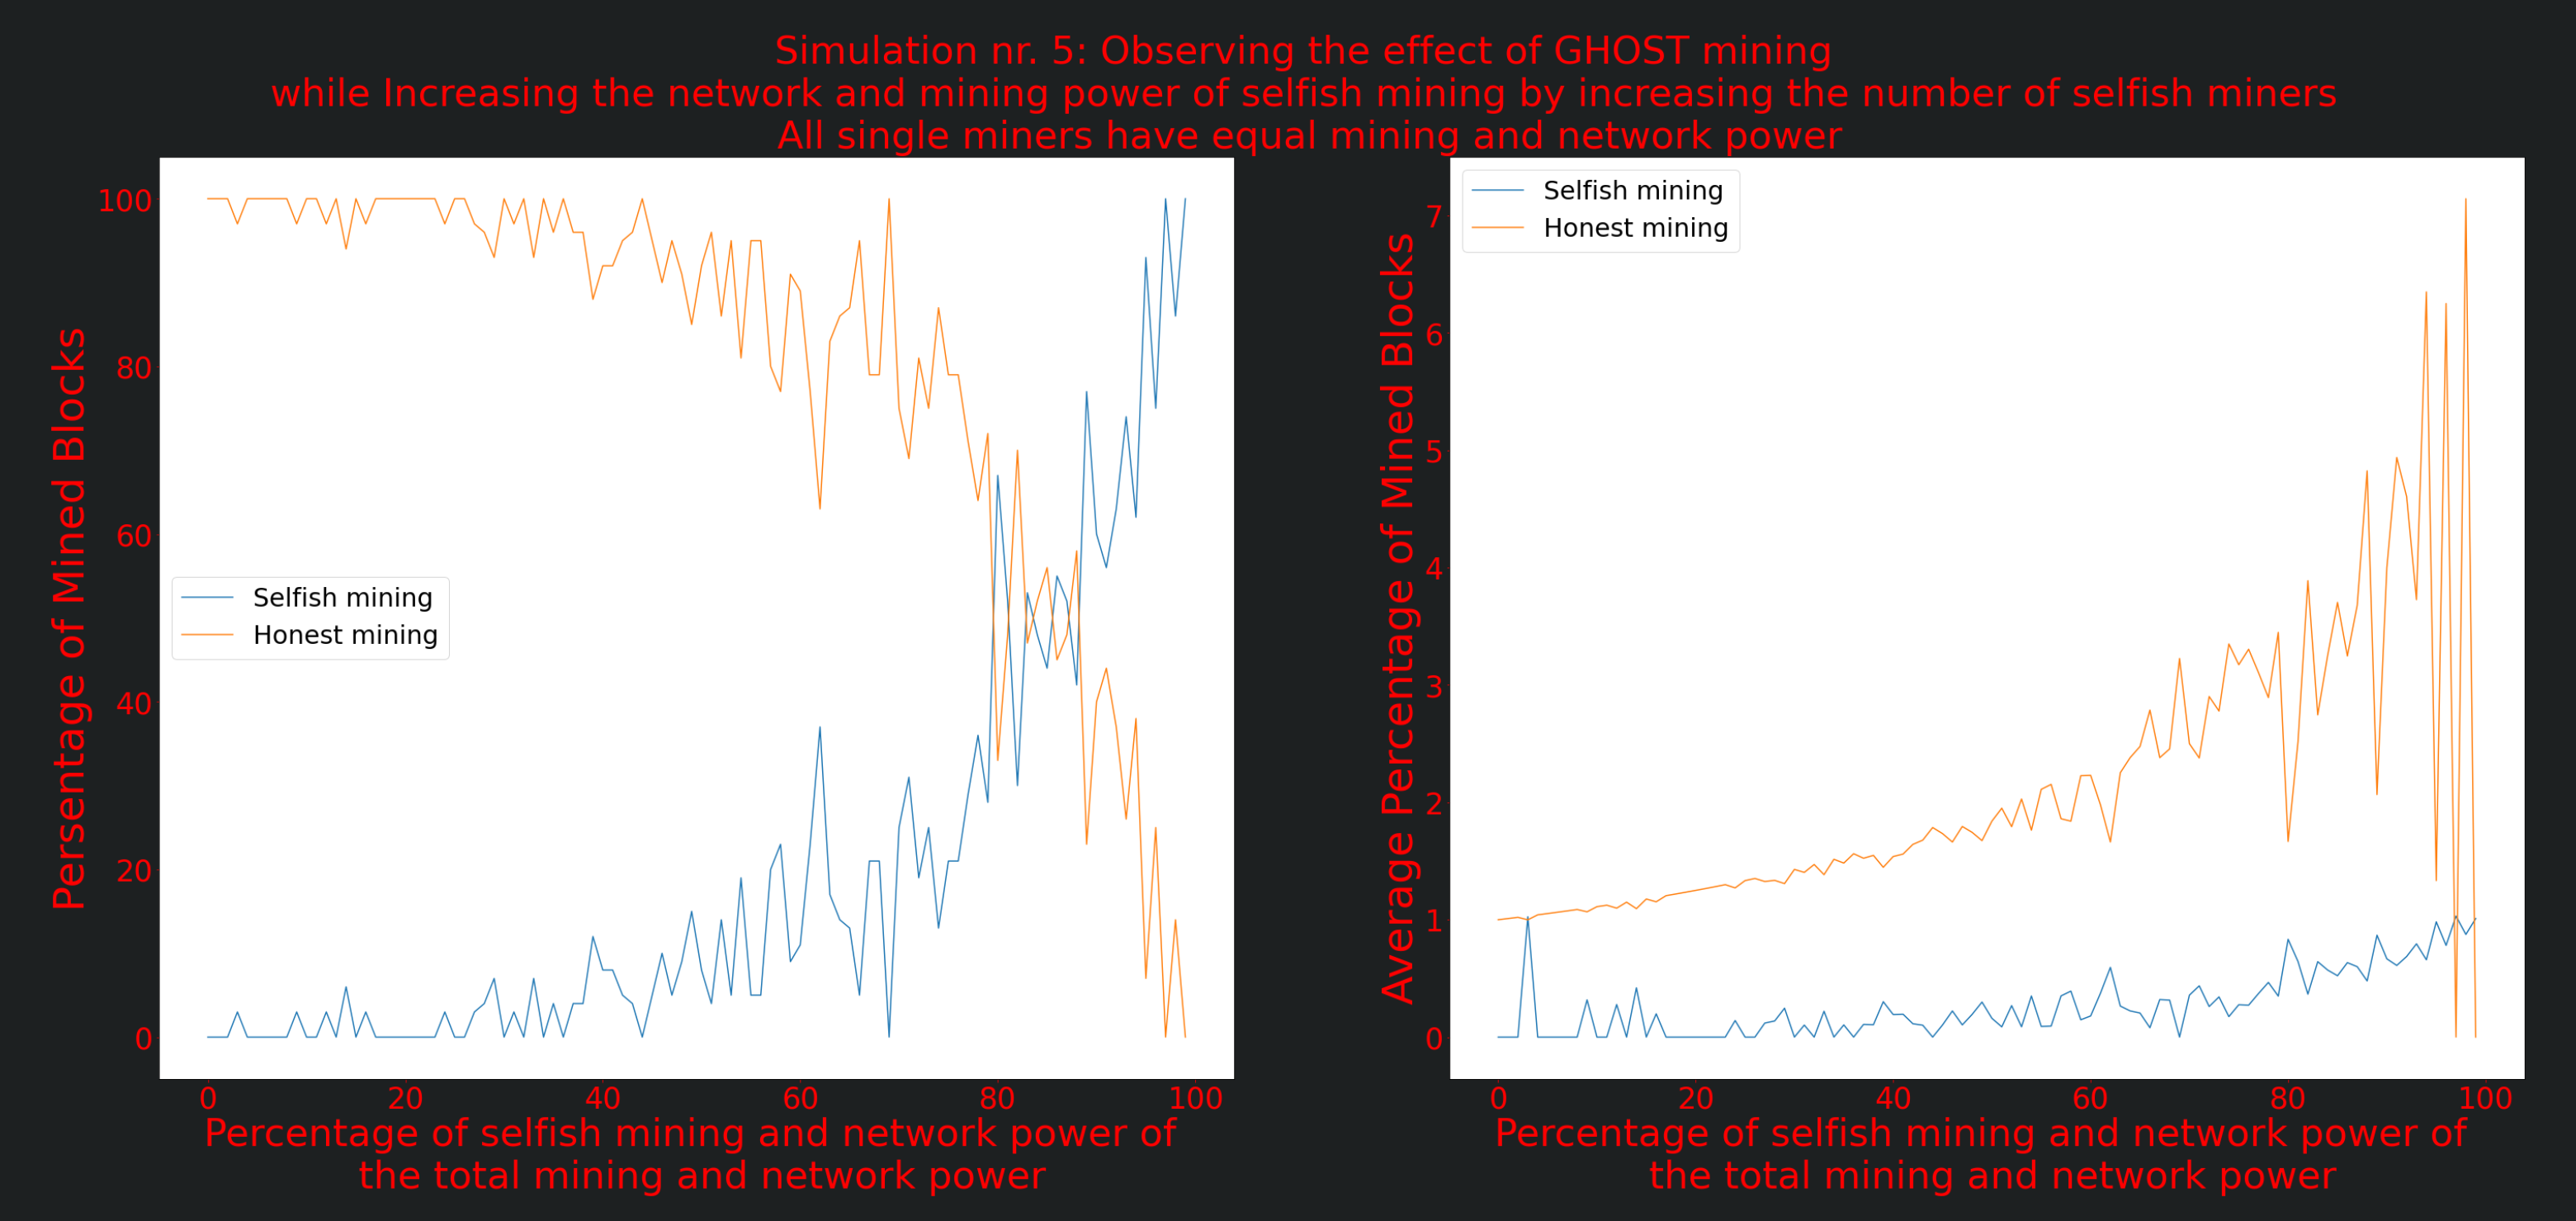 Simulation nr. 5: Observing the effect of GHOST mining
while Increasing the network and mining power of selfish mining by increasing the number of selfish miners
All single miners have equal mining and network power
Persentage of Mined Blocks
100
80
60
40
20
0
Selfish mining
Honest mining
0 20 40 60 80 100
Percentage of selfish mining and network power of
the total mining and network power
Average Percentage of Mined Blocks
7
6
5
4
3
2
1
0
Selfish mining
Honest mining
0 20 40 60 80 100
Percentage of selfish mining and network power of
the total mining and network power